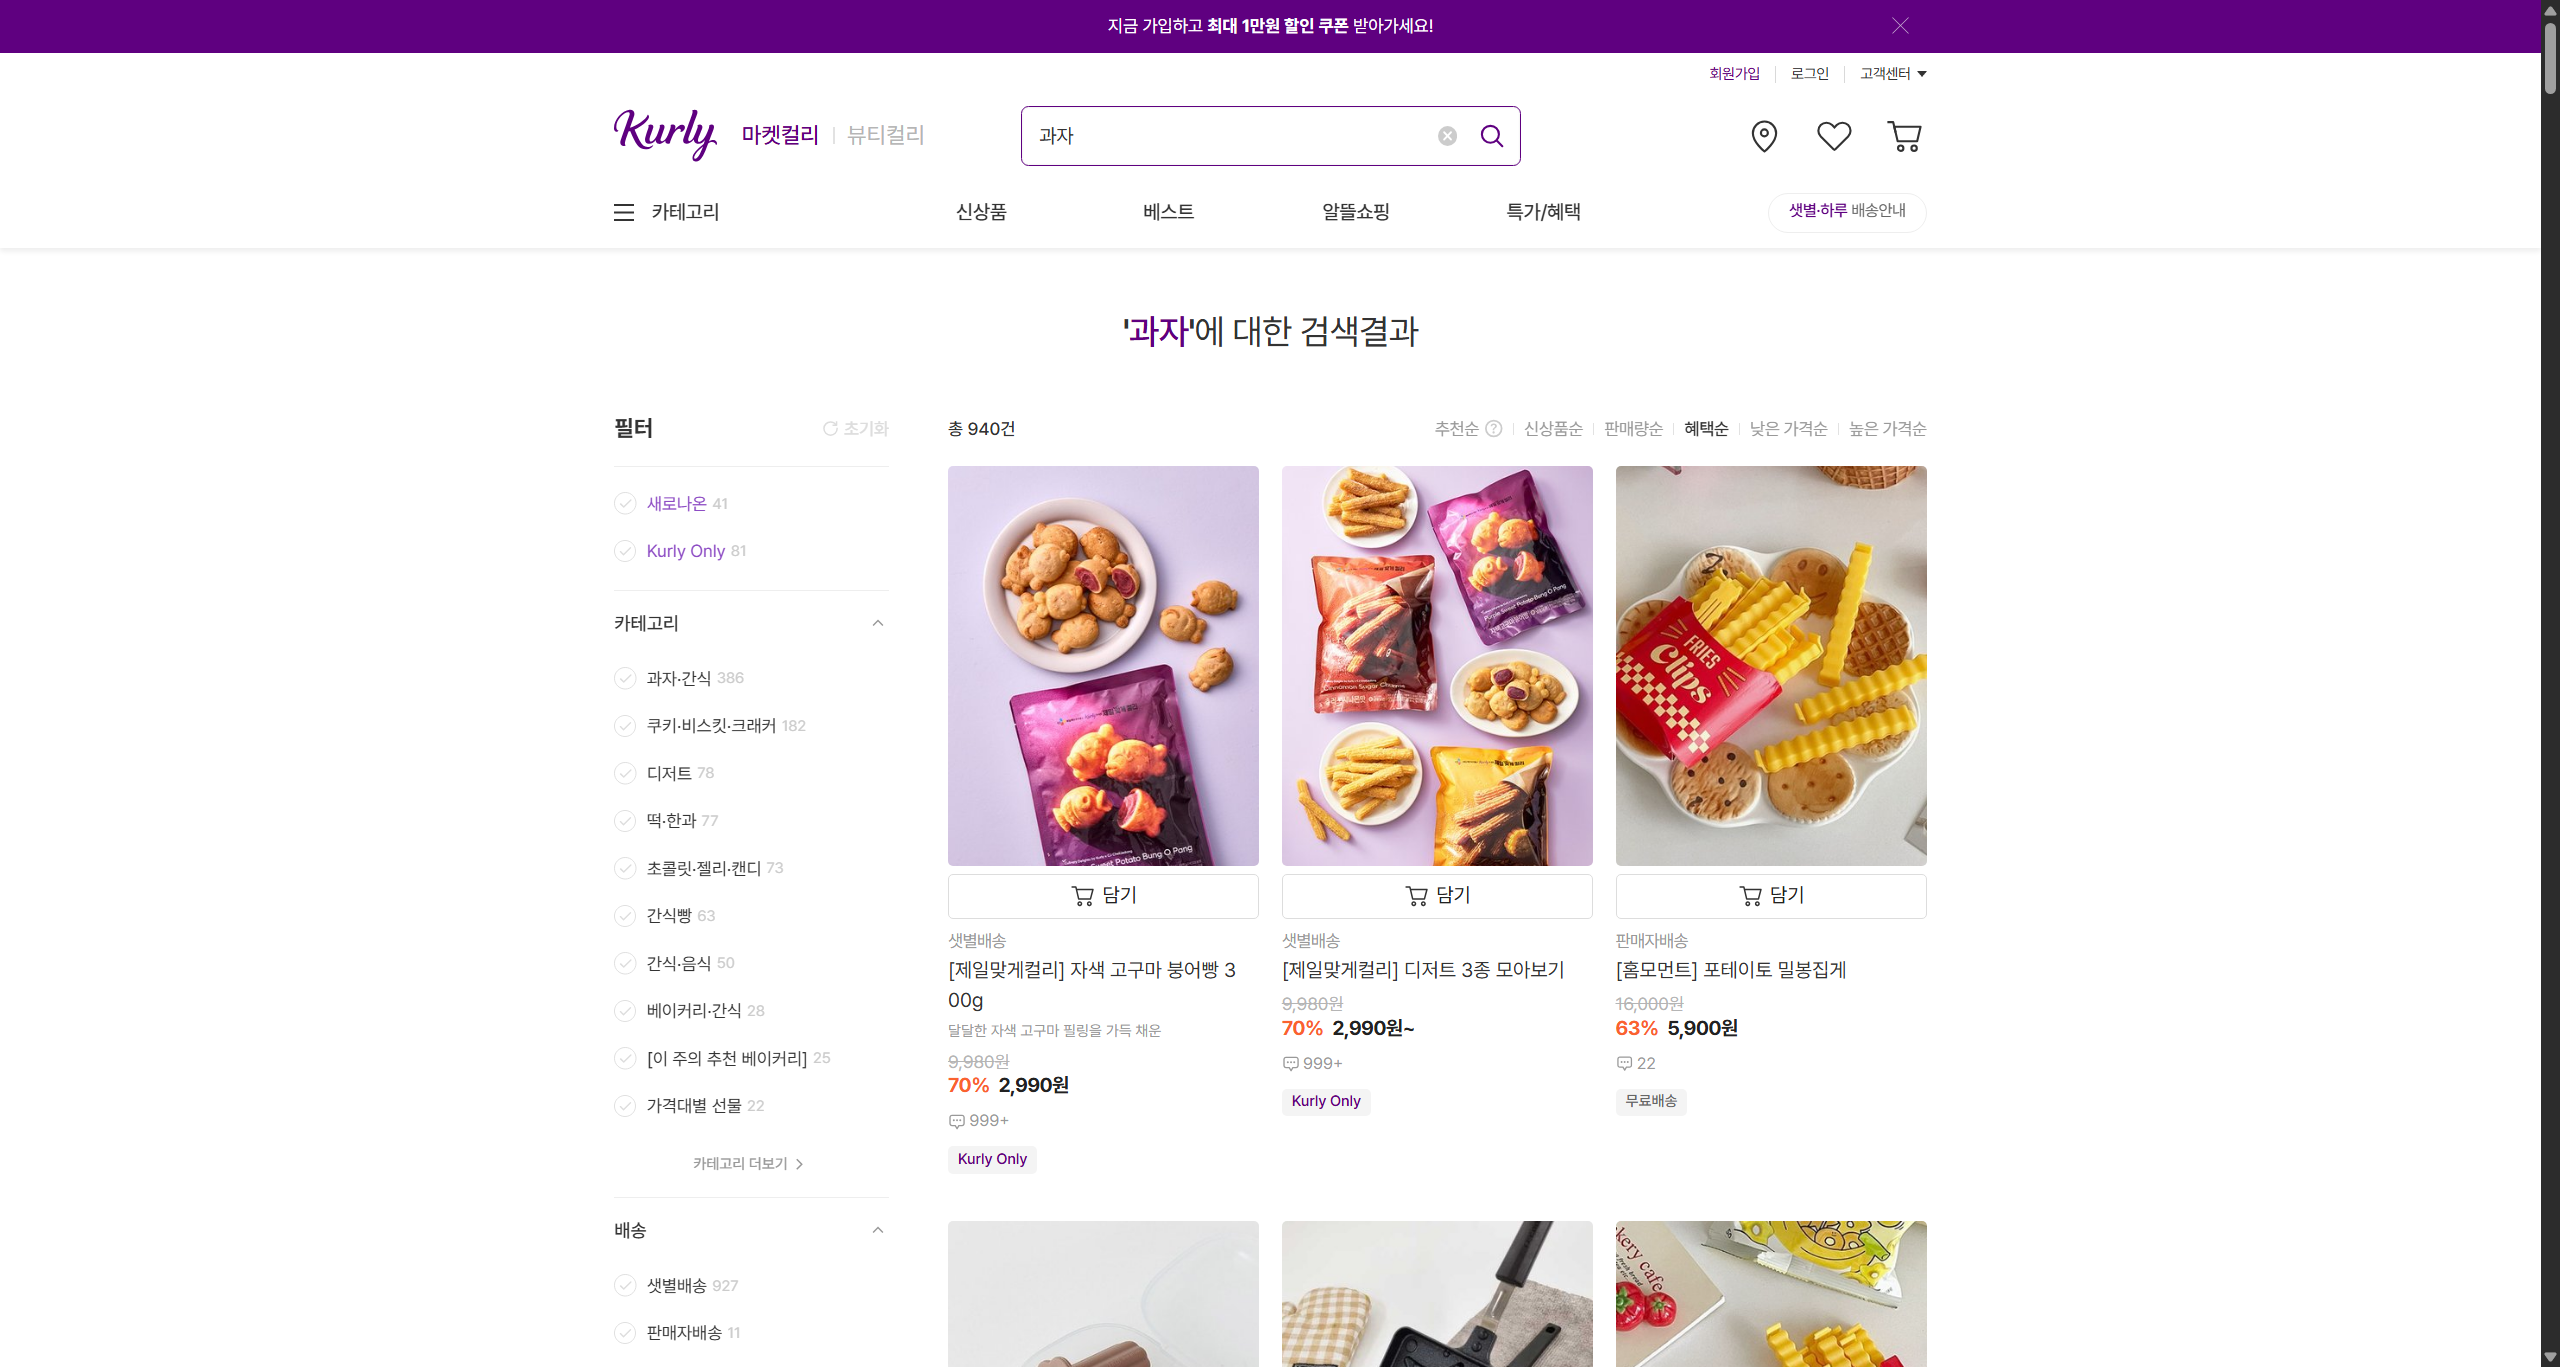 지금 가입하고 최대 1만원 할인 쿠폰 받아가세요!
회원가입 로그인 고객센터
Kurly 마켓컬리 뷰티컬리
과자
카테고리 신상품 베스트 알뜰쇼핑 특가/혜택 샛별·하루 배송안내
'과자'에 대한 검색결과
필터 초기화
새로나온 41
Kurly Only 81
카테고리
과자·간식 386
쿠키·비스킷·크래커 182
디저트 78
떡·한과 77
초콜릿·젤리·캔디 73
간식빵 63
간식·음식 50
베이커리·간식 28
[이 주의 추천 베이커리] 25
가격대별 선물 22
카테고리 더보기
배송
샛별배송 927
판매자배송 11
총 940건
추천순 신상품순 판매량순 혜택순 낮은 가격순 높은 가격순
Sweet Potato Bung O Pang
담기
샛별배송
[제일맞게컬리] 자색 고구마 붕어빵 3
00g
달달한 자색 고구마 필링을 가득 채운
9,980원
70% 2,990원
999+
Kurly Only
Purple Sweet Potato Bung O Pang
Cinnamon Sugar Churros
담기
샛별배송
[제일맞게컬리] 디저트 3종 모아보기
9,980원
70% 2,990원~
999+
Kurly Only
FRIES
Clips
담기
판매자배송
[홈모먼트] 포테이토 밀봉집게
16,000원
63% 5,900원
22
무료배송
kery cafe